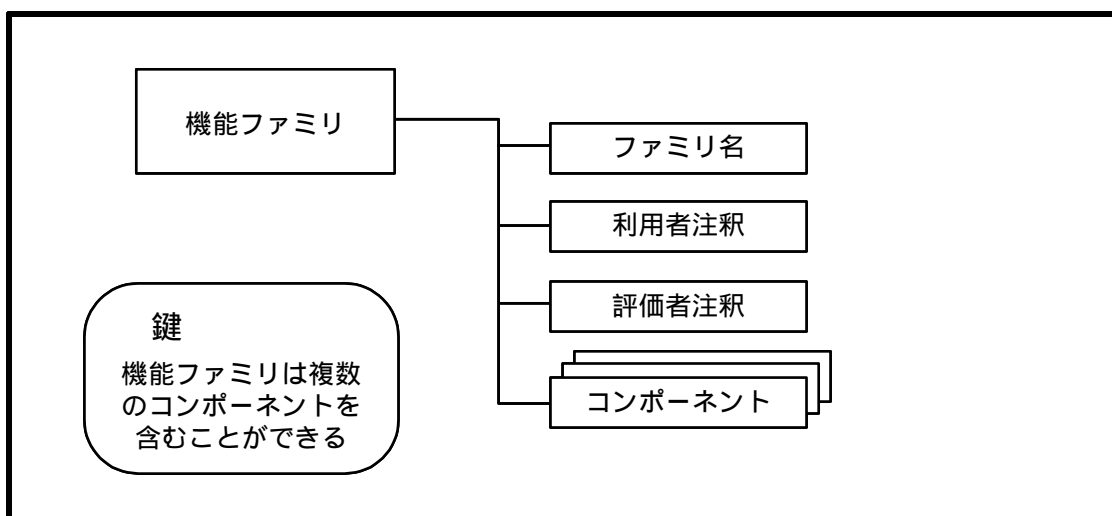 機能ファミリ
ファミリ名
利用者注釈
評価者注釈
コンポーネント
鍵
機能ファミリは複数
のコンポーネントを
含むことができる